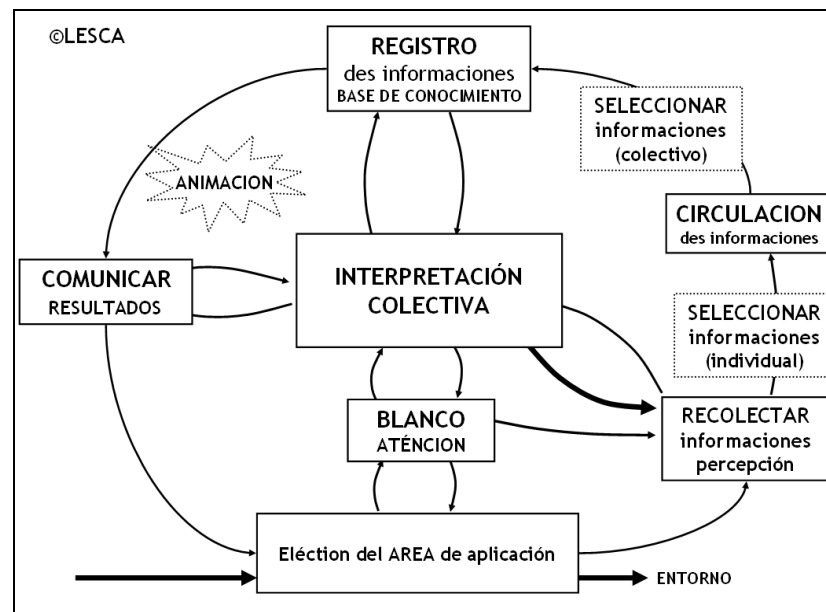 ©LESCA
REGISTRO
des informaciones
BASE DE CONOCIMIENTO
SELECCIONAR
informaciones
(colectivo)
ANIMACION
CIRCULACION
des informaciones
COMUNICAR
RESULTADOS
INTERPRETACIÓN
COLECTIVA
SELECCIONAR
informaciones
(individual)
BLANCO
ATÉNCION
RECOLECTAR
informaciones
percepción
Eléction del AREA de aplicación
ENTORNO